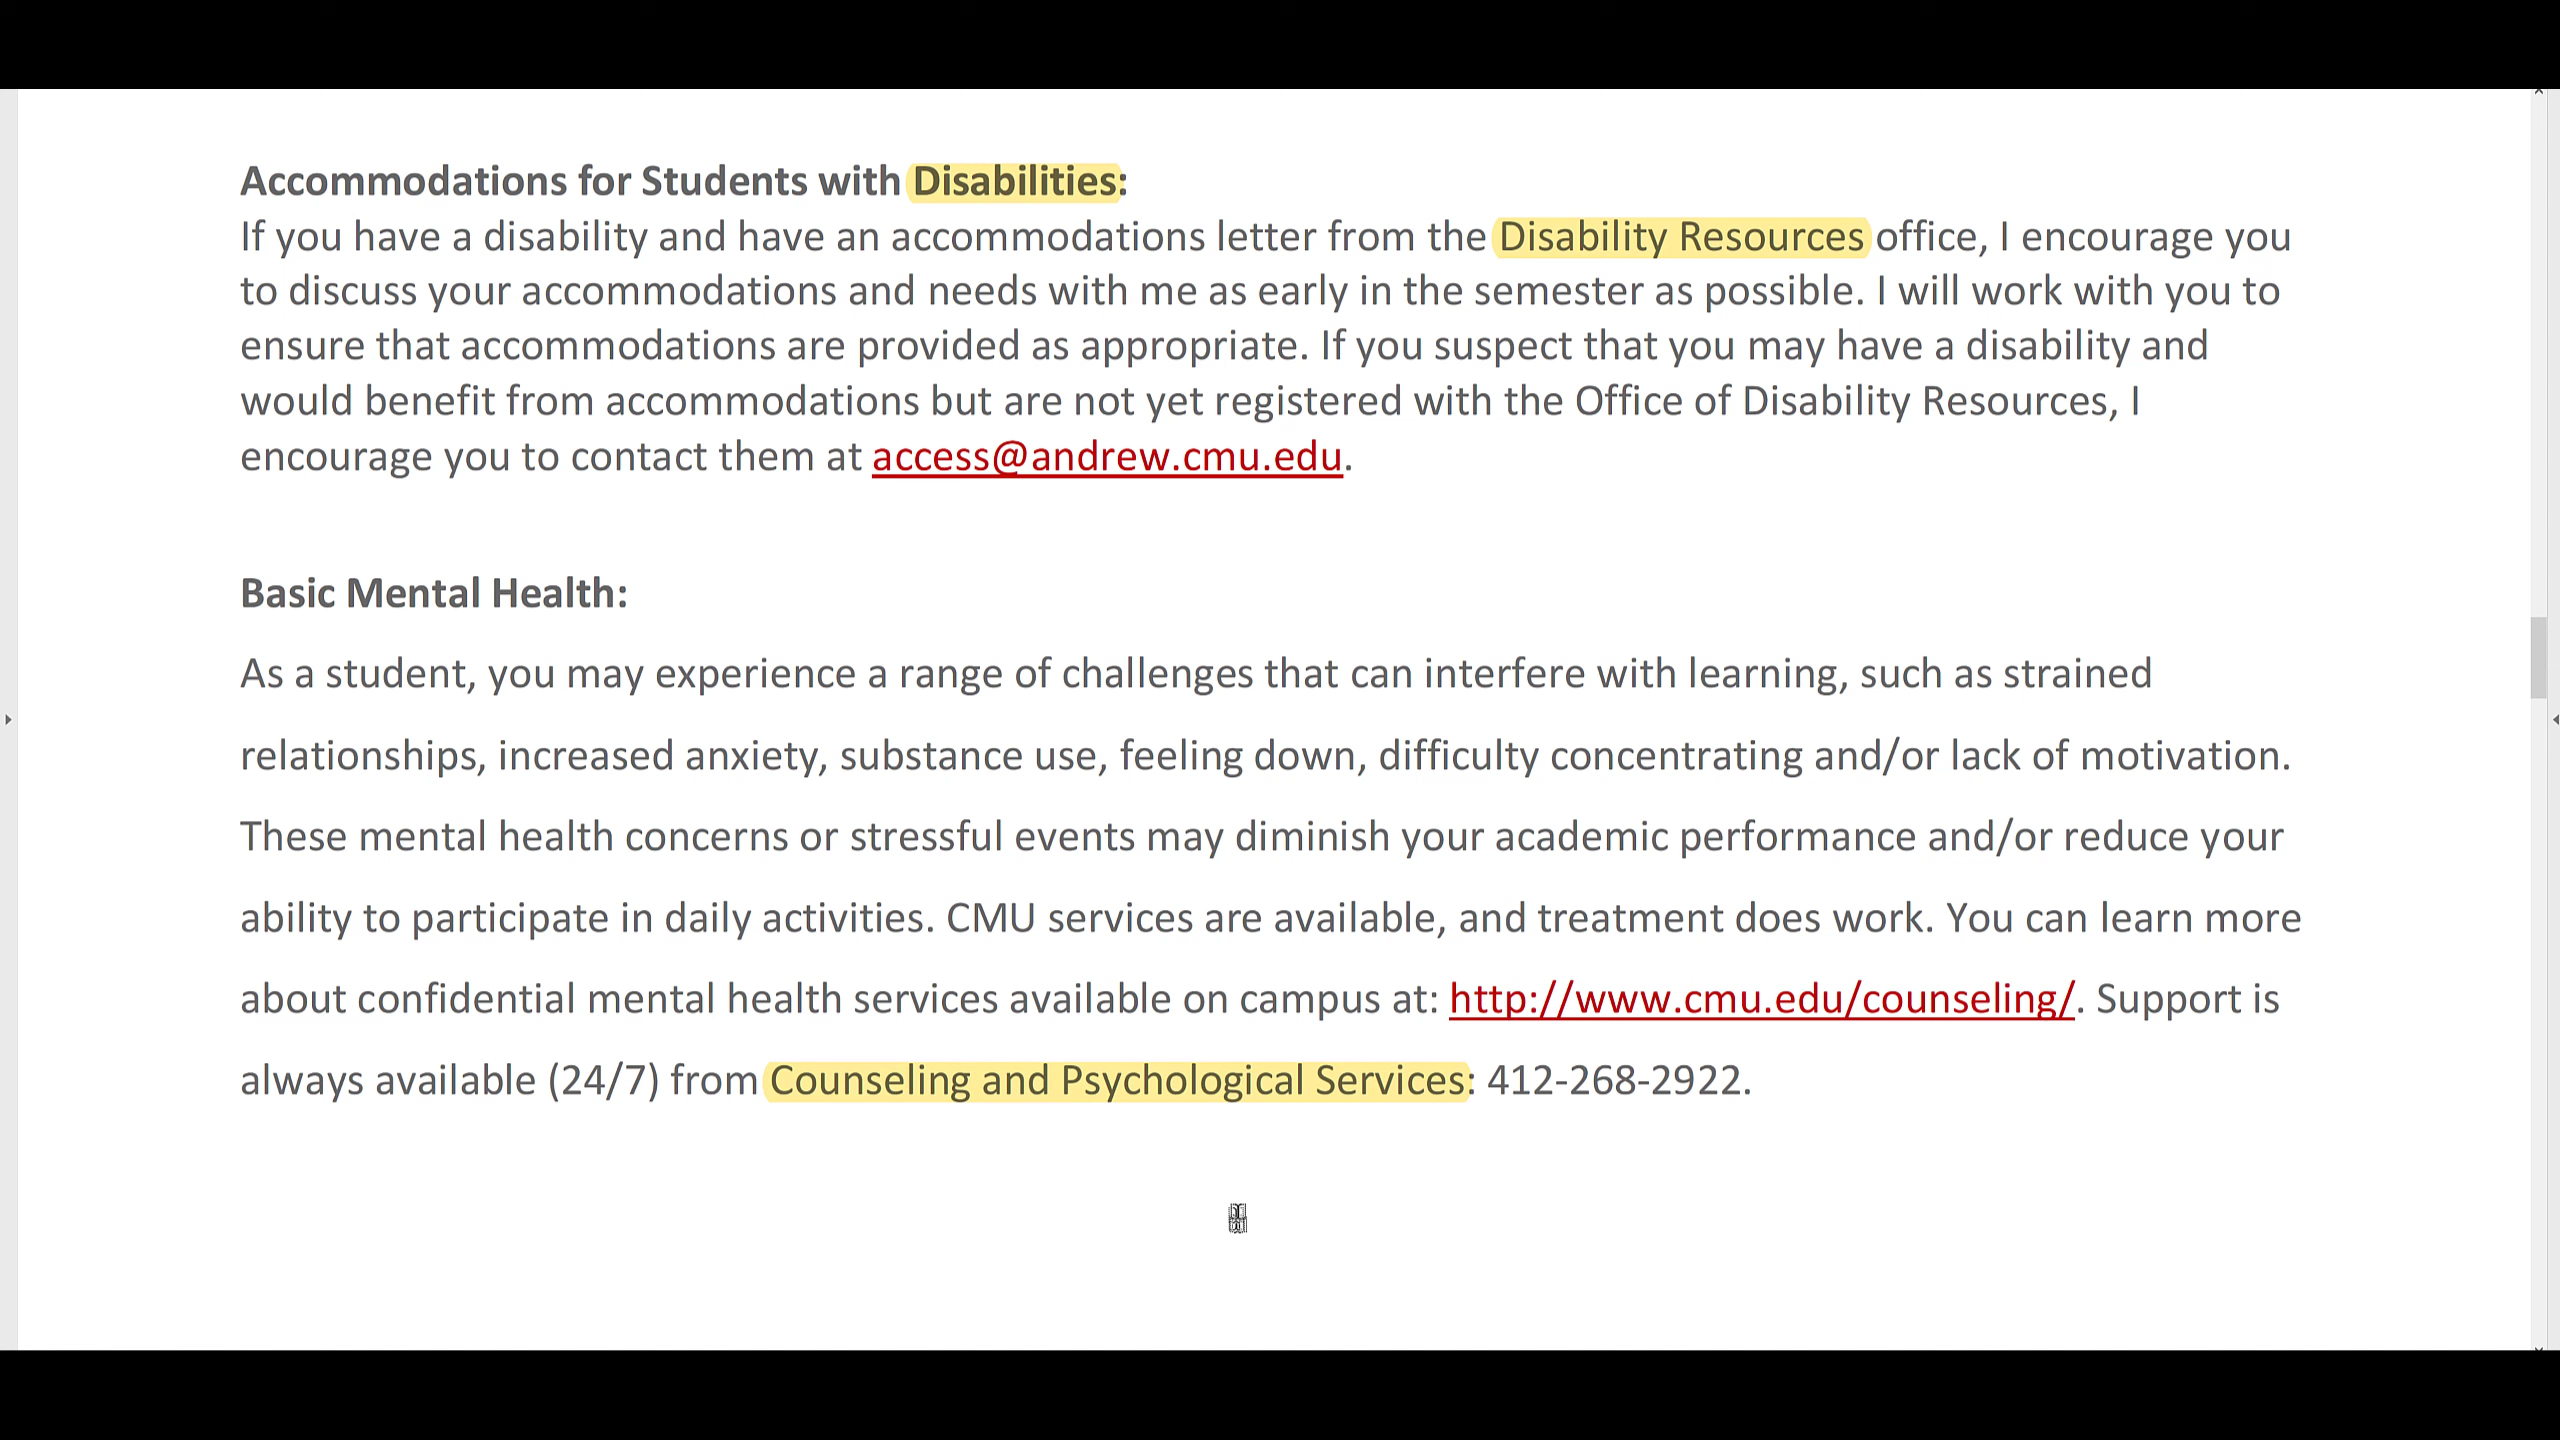 Accommodations for Students with Disabilities:
If you have a disability and have an accommodations letter from the Disability Resources office, I encourage you
to discuss your accommodations and needs with me as early in the semester as possible. I will work with you to
ensure that accommodations are provided as appropriate. If you suspect that you may have a disability and
would benefit from accommodations but are not yet registered with the Office of Disability Resources, I
encourage you to contact them at access@andrew.cmu.edu.
Basic Mental Health:
As a student, you may experience a range of challenges that can interfere with learning, such as strained
relationships, increased anxiety, substance use, feeling down, difficulty concentrating and/or lack of motivation.
These mental health concerns or stressful events may diminish your academic performance and/or reduce your
ability to participate in daily activities. CMU services are available, and treatment does work. You can learn more
about confidential mental health services available on campus at: http://www.cmu.edu/counseling/. Support is
always available (24/7) from Counseling and Psychological Services: 412-268-2922.